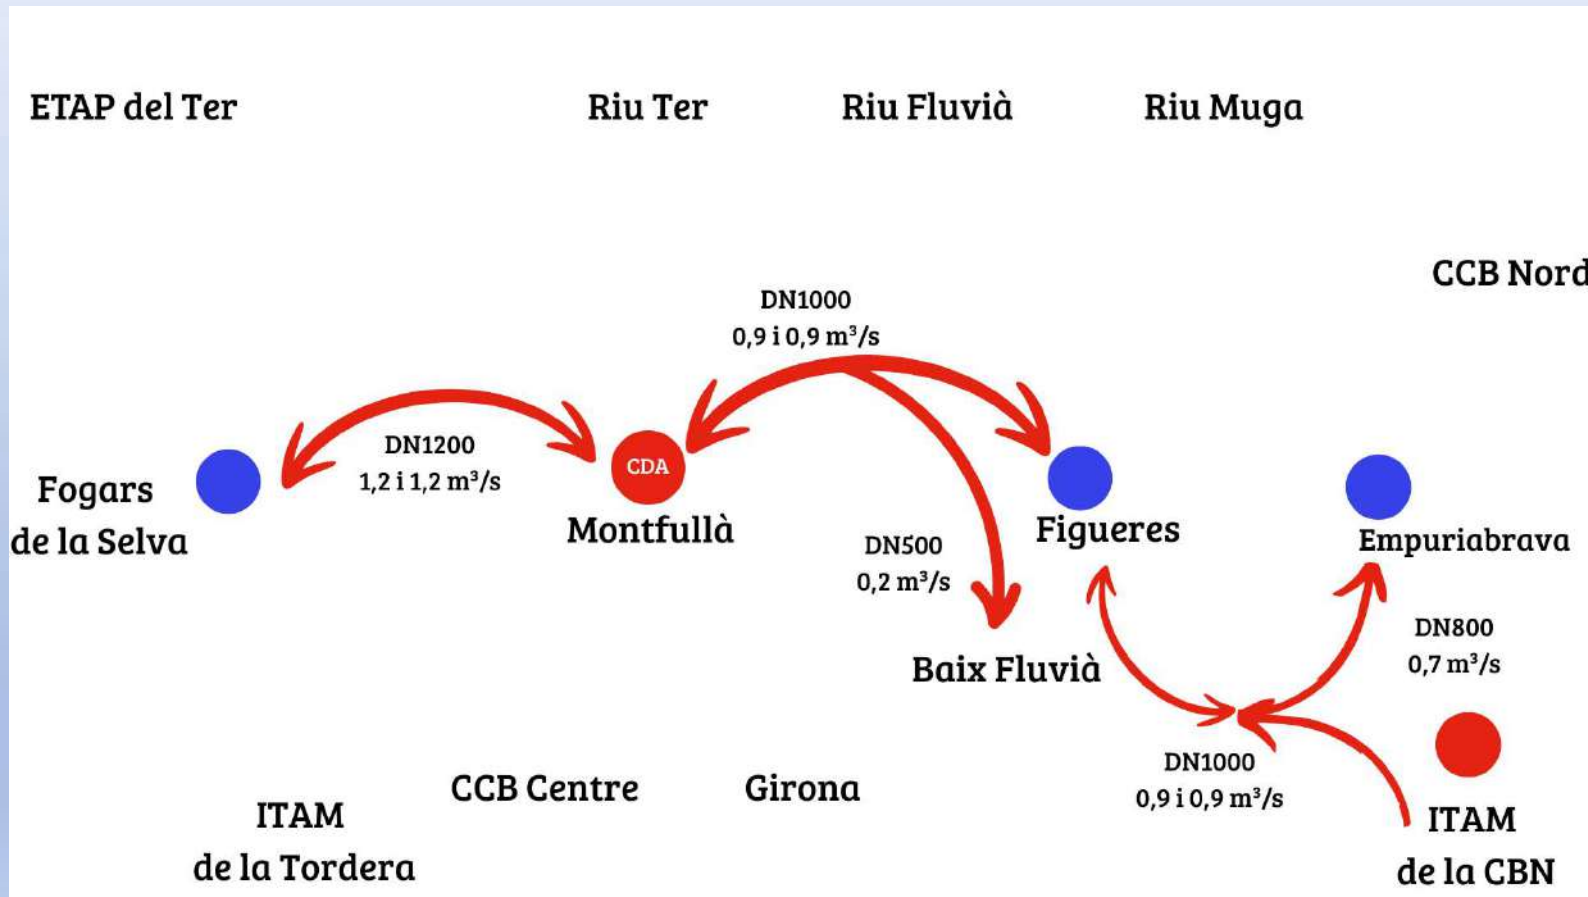 ETAP del Ter
Riu Ter
Riu Fluvià
Riu Muga
CCB Nord
DN1000
0,9 i 0,9 m³/s
DN1200
1,2 i 1,2 m³/s
CDA
Fogars
de la Selva
Montfullà
Figueres
Empuriabrava
DN500
0,2 m³/s
Baix Fluvià
DN800
0,7 m³/s
DN1000
0,9 i 0,9 m³/s
CCB Centre
Girona
ITAM
de la Tordera
ITAM
de la CBN